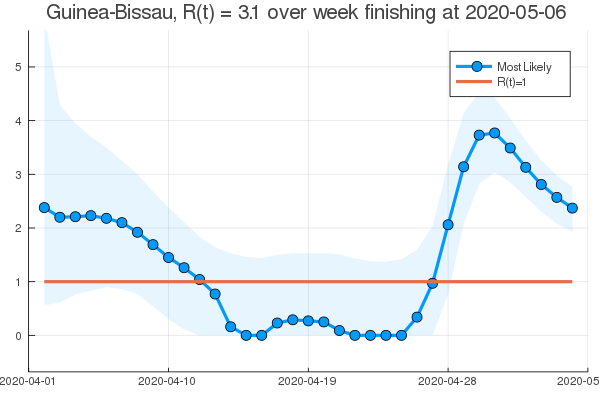 Guinea-Bissau, R(t) = 3.1 over week finishing at 2020-05-06
Most Likely
R(t)=1
5
4
3
2
1
0
2020-04-01 2020-04-10 2020-04-19 2020-04-28 2020-05